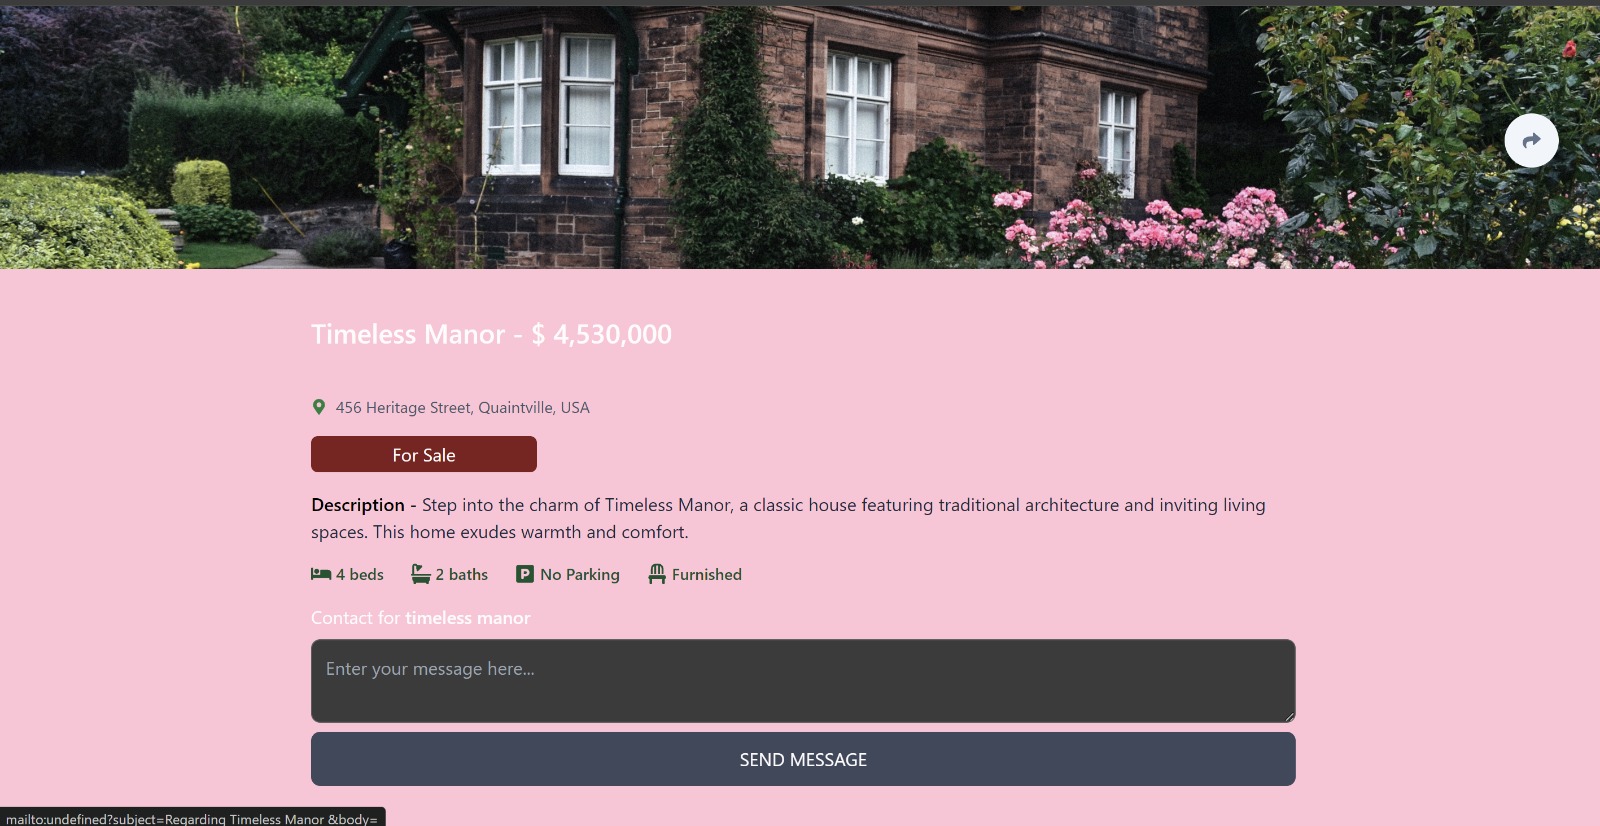 Timeless Manor - $ 4,530,000
456 Heritage Street, Quaintville, USA
For Sale
Description - Step into the charm of Timeless Manor, a classic house featuring traditional architecture and inviting living
spaces. This home exudes warmth and comfort.
4 beds 2 baths P No Parking Furnished
Contact for timeless manor
Enter your message here...
SEND MESSAGE
mailto:undefined?subject=Regarding Timeless Manor &body=